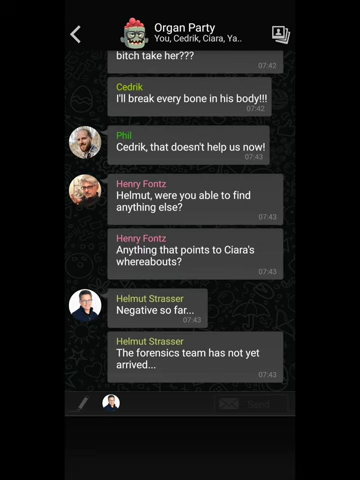 Organ Party
You, Cedrik, Ciara, Ya..
bitch take her???
07:42
Cedrik
I'll break every bone in his body!!!
07:42
Phil
Cedrik, that doesn't help us now!
07:43
Henry Fontz
Helmut, were you able to find
anything else?
07:43
Henry Fontz
Anything that points to Ciara's
whereabouts?
07:43
Helmut Strasser
Negative so far...
07:43
Helmut Strasser
The forensics team has not yet
arrived...
07:43
Send